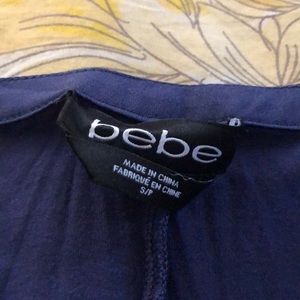 bebe
MADE IN CHINA
FABRIQUÉ EN CHINE
S/P